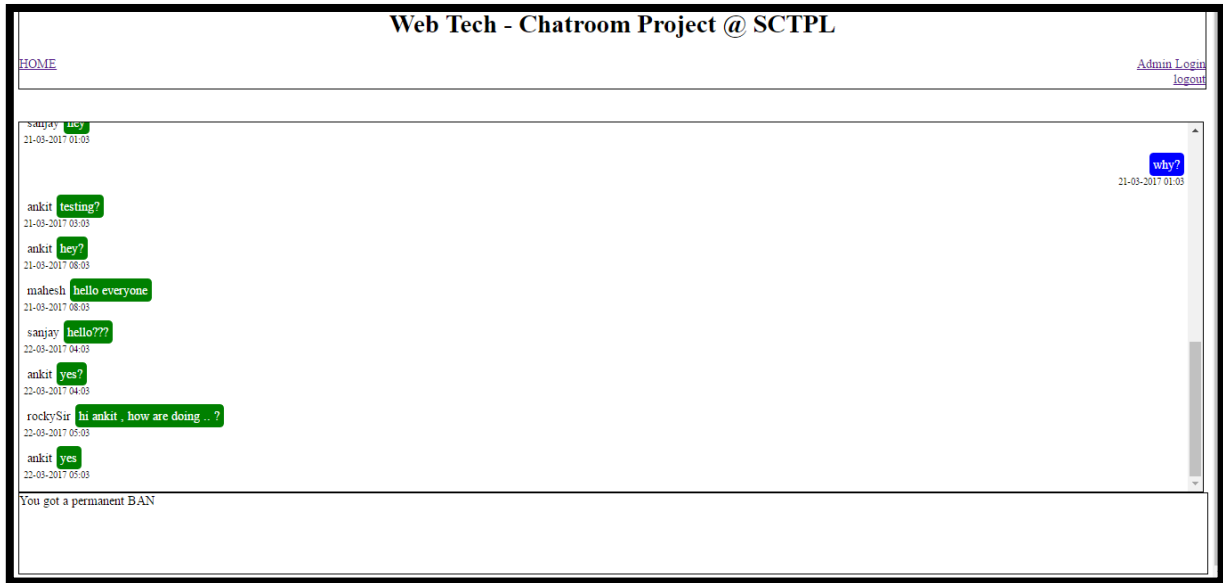 Web Tech - Chatroom Project @ SCTPL
HOME
Admin Login
logout
sanjay hey
21-03-2017 01:03
why?
21-03-2017 01:03
ankit testing?
21-03-2017 03:03
ankit hey?
21-03-2017 08:03
mahesh hello everyone
21-03-2017 08:03
sanjay hello???
22-03-2017 04:03
ankit yes?
22-03-2017 04:03
rockySir hi ankit , how are doing .. ?
22-03-2017 05:03
ankit yes
22-03-2017 05:03
You got a permanent BAN